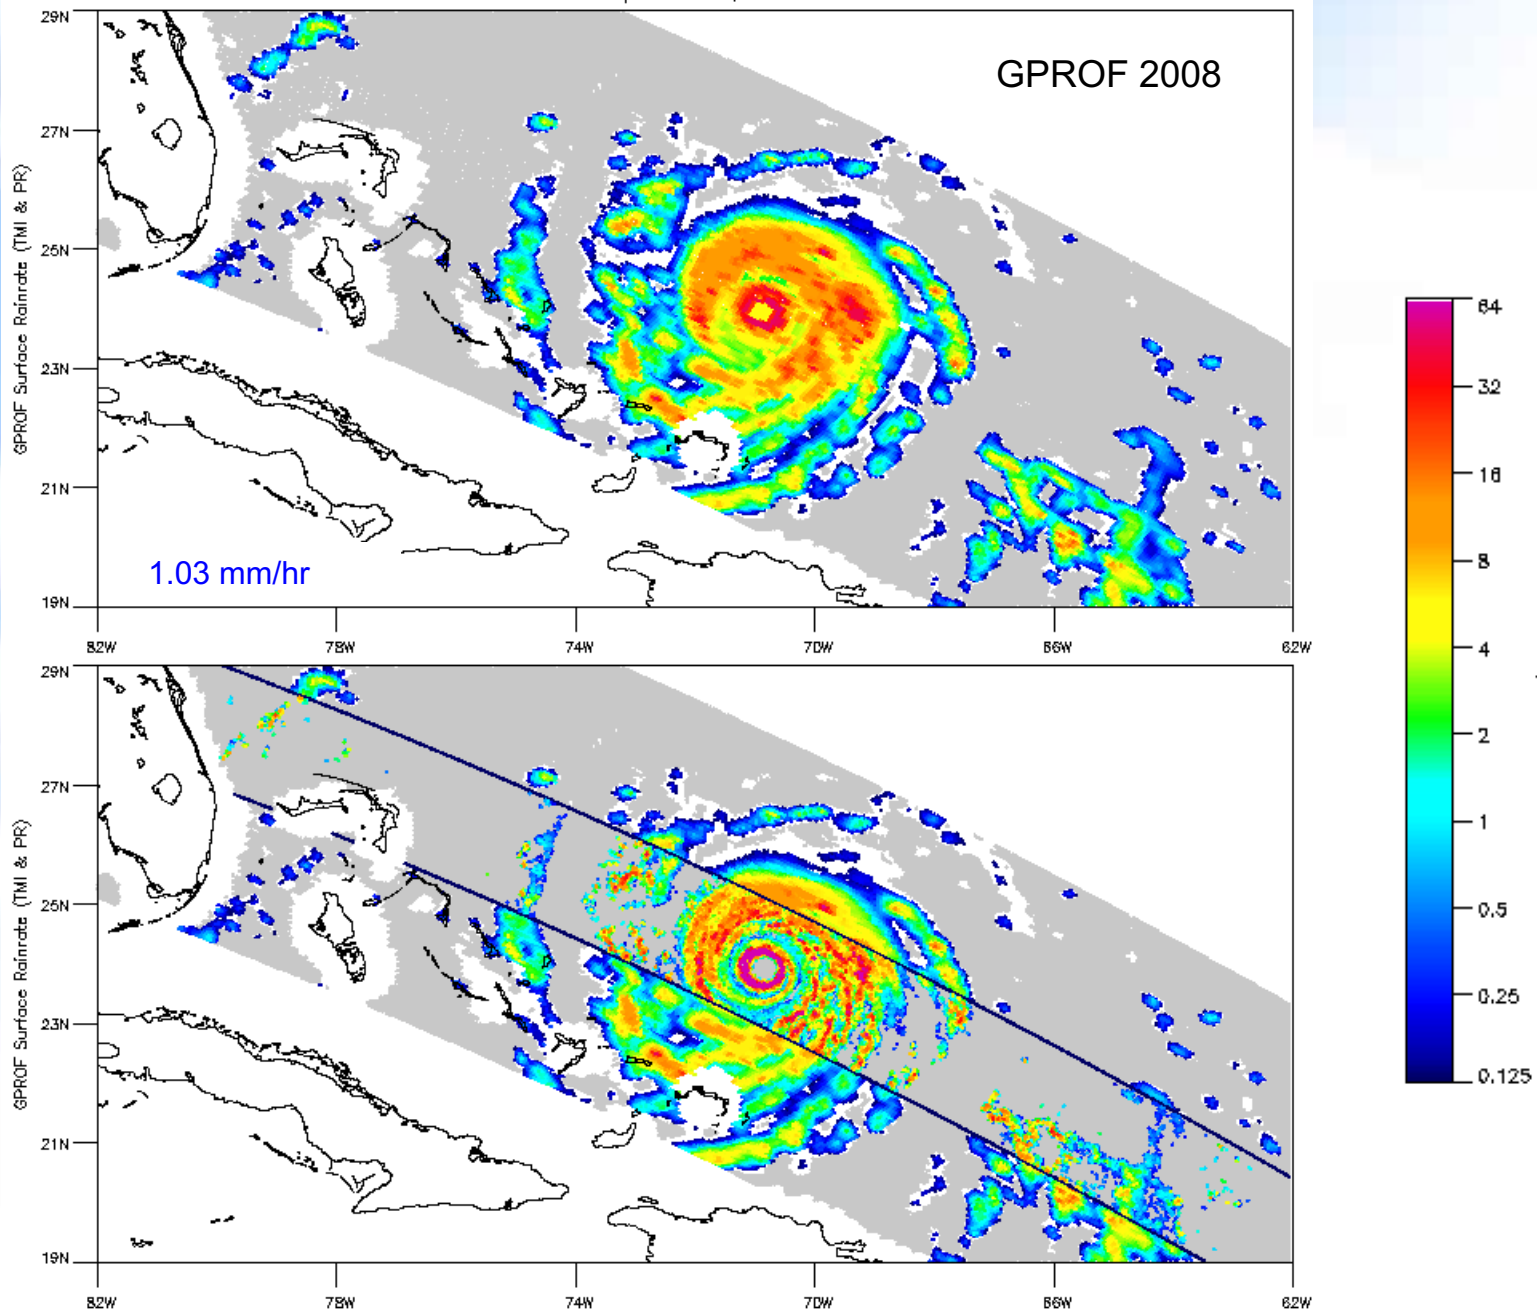 29N
GPROF 2008
27N
25N
23N
21N
19N
GPROF Surface Rainrate (TMI & PR)
1.03 mm/hr
82W 78W 74W 70W 66W 62W
29N
27N
25N
23N
21N
19N
GPROF Surface Rainrate (TMI & PR)
82W 78W 74W 70W 66W 62W
64
32
16
8
4
2
1
0.5
0.25
0.125